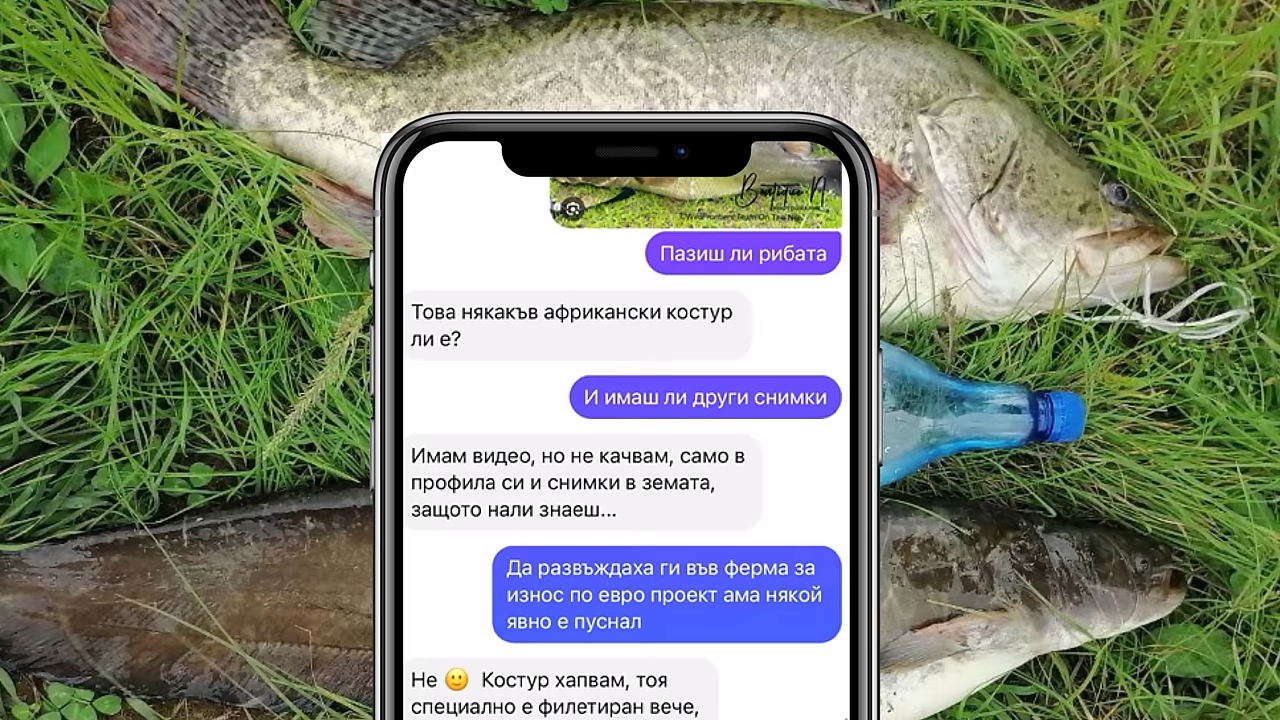 Пазиш ли рибата
Това някакъв африкански костур
ли е?
И имаш ли други снимки
Имам видео, но не качвам, само в
профила си и снимки в земата,
защото нали знаеш...
Да развъждаха ги във ферма за
износ по евро проект ама някой
явно е пуснал
Не 🙂 Костур хапвам, тоя
специално е филетиран вече,